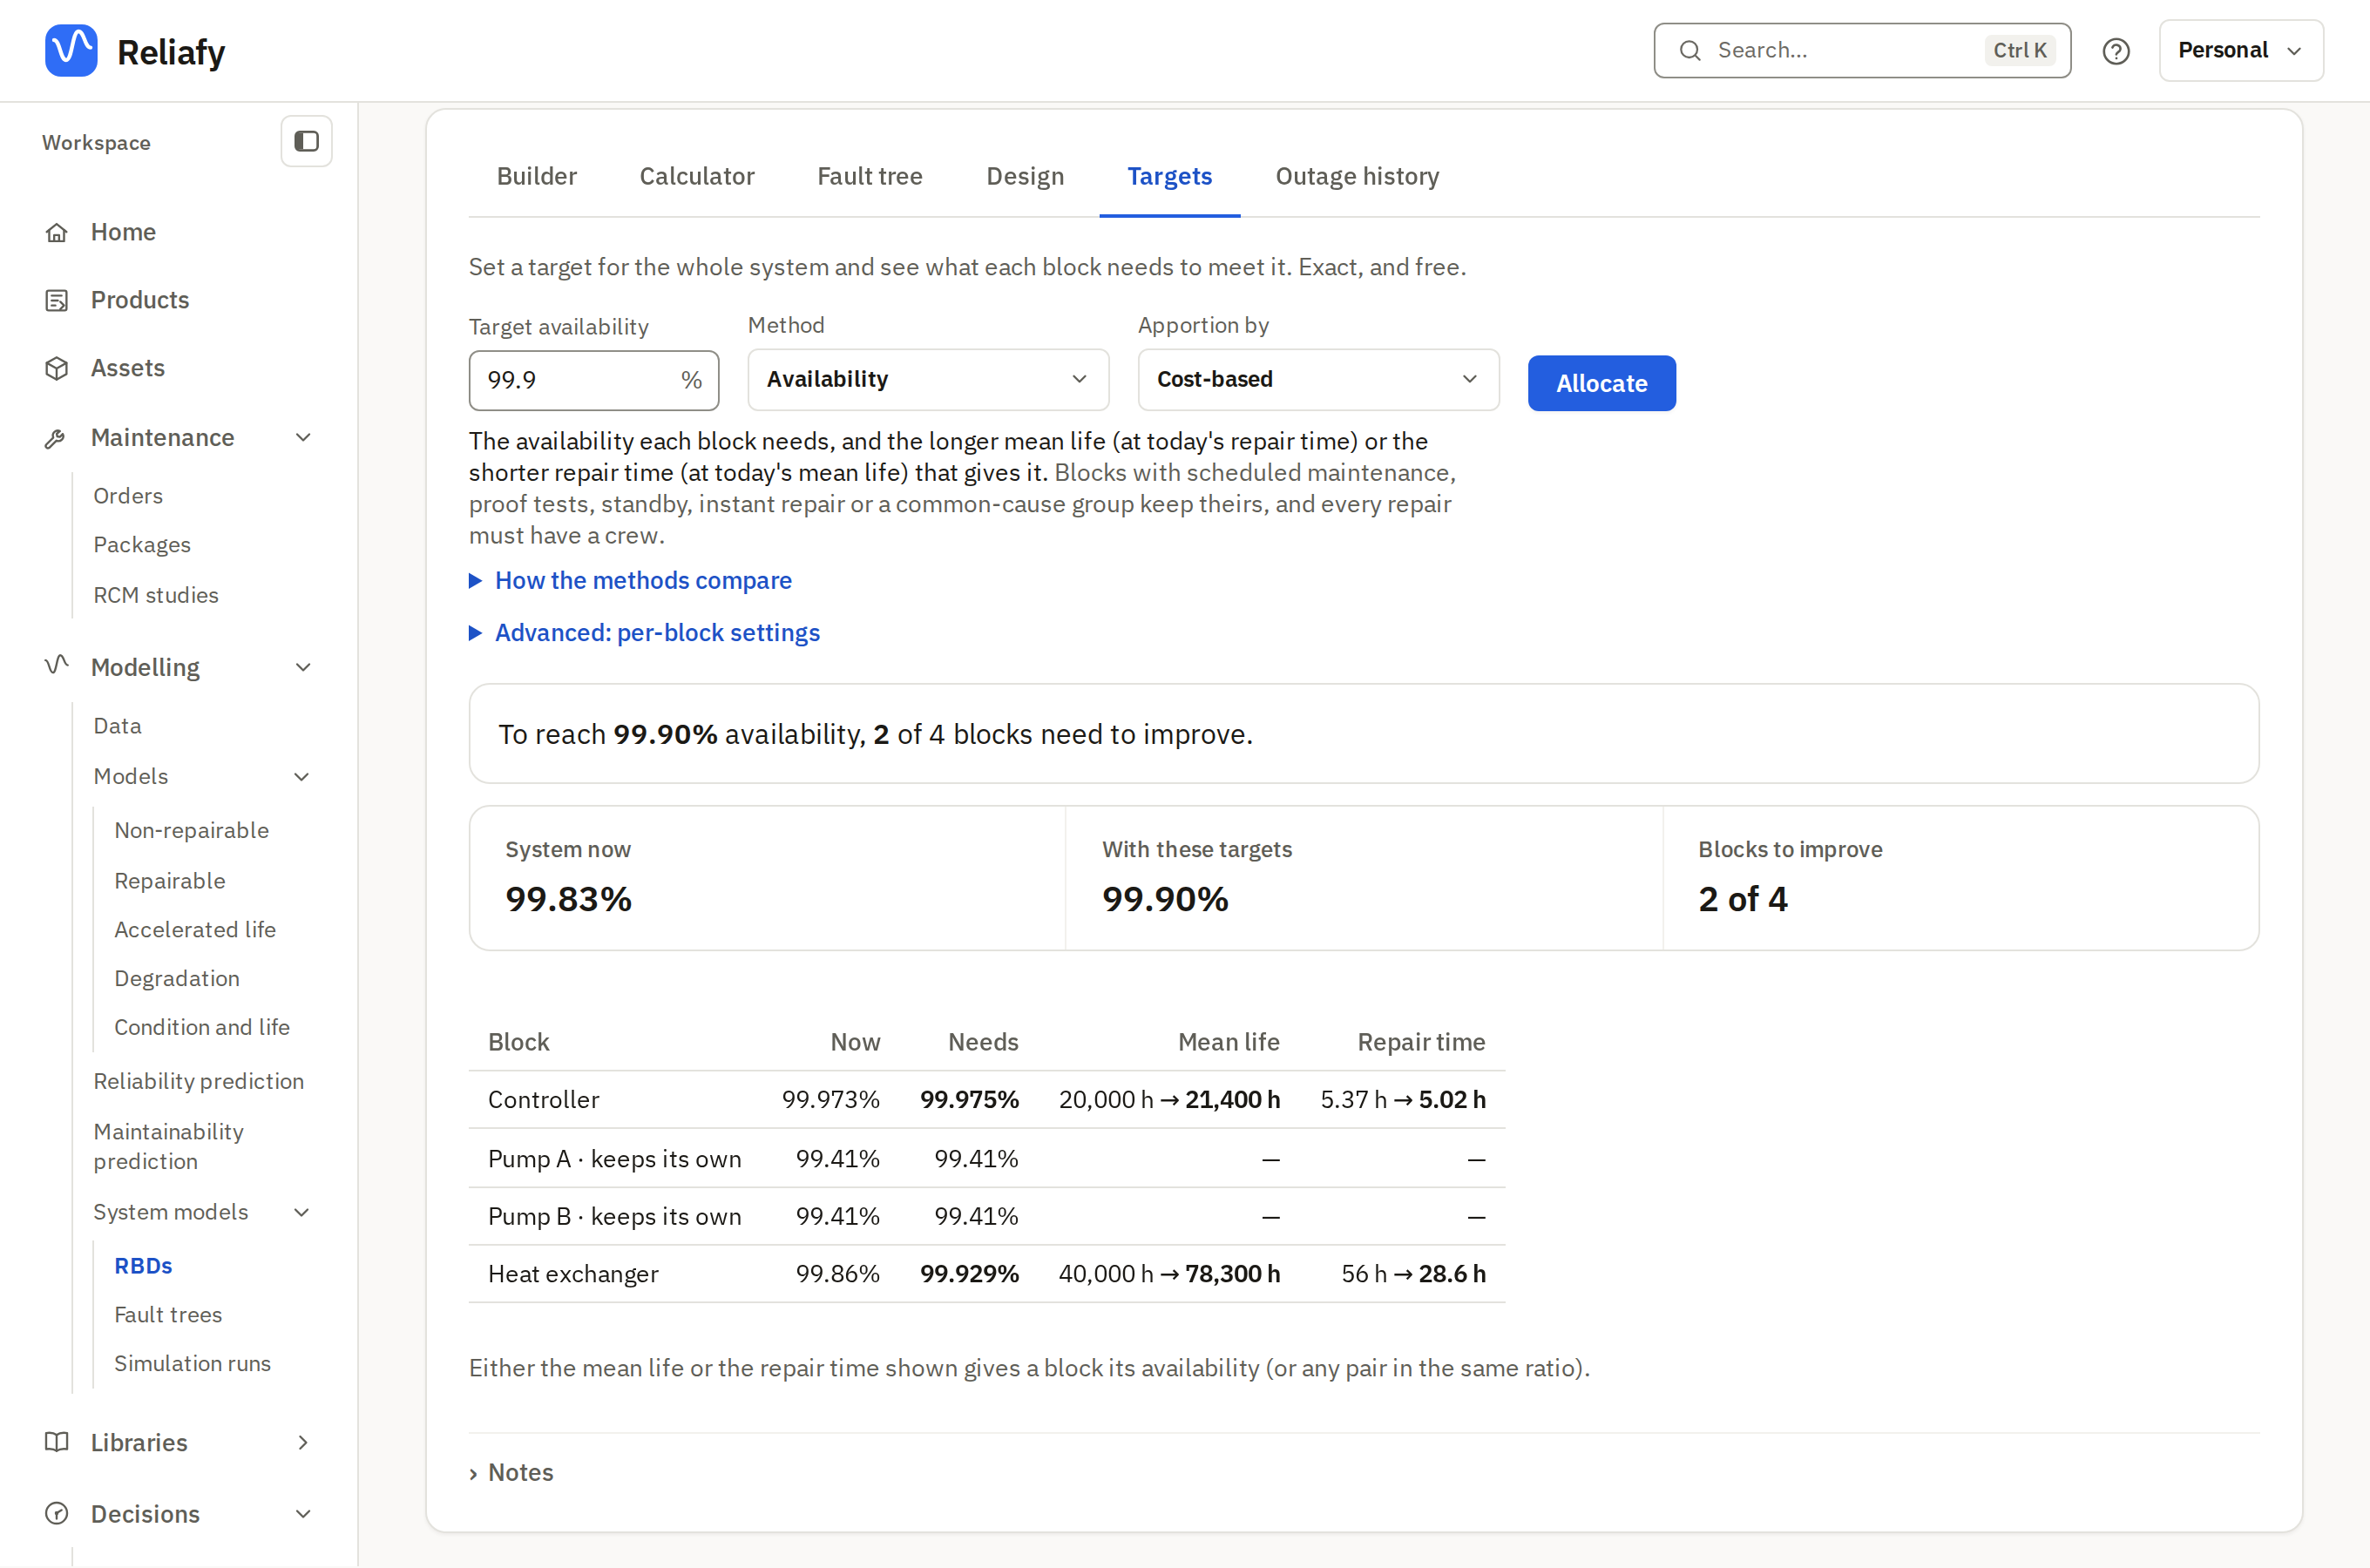 Reliafy
Search...
Ctrl K
Personal
Workspace
Home
Products
Assets
Maintenance
Orders
Packages
RCM studies
Modelling
Data
Models
Non-repairable
Repairable
Accelerated life
Degradation
Condition and life
Reliability prediction
Maintainability
prediction
System models
RBDs
Fault trees
Simulation runs
Libraries
Decisions
Builder Calculator Fault tree Design Targets Outage history
Set a target for the whole system and see what each block needs to meet it. Exact, and free.
Target availability Method Apportion by
99.9 % Availability Cost-based Allocate
The availability each block needs, and the longer mean life (at today's repair time) or the
shorter repair time (at today's mean life) that gives it. Blocks with scheduled maintenance,
proof tests, standby, instant repair or a common-cause group keep theirs, and every repair
must have a crew.
How the methods compare
Advanced: per-block settings
To reach 99.90% availability, 2 of 4 blocks need to improve.
System now With these targets Blocks to improve
99.83% 99.90% 2 of 4
Block Now Needs Mean life Repair time
Controller 99.973% 99.975% 20,000 h → 21,400 h 5.37 h → 5.02 h
Pump A · keeps its own 99.41% 99.41% — —
Pump B · keeps its own 99.41% 99.41% — —
Heat exchanger 99.86% 99.929% 40,000 h → 78,300 h 56 h → 28.6 h
Either the mean life or the repair time shown gives a block its availability (or any pair in the same ratio).
› Notes